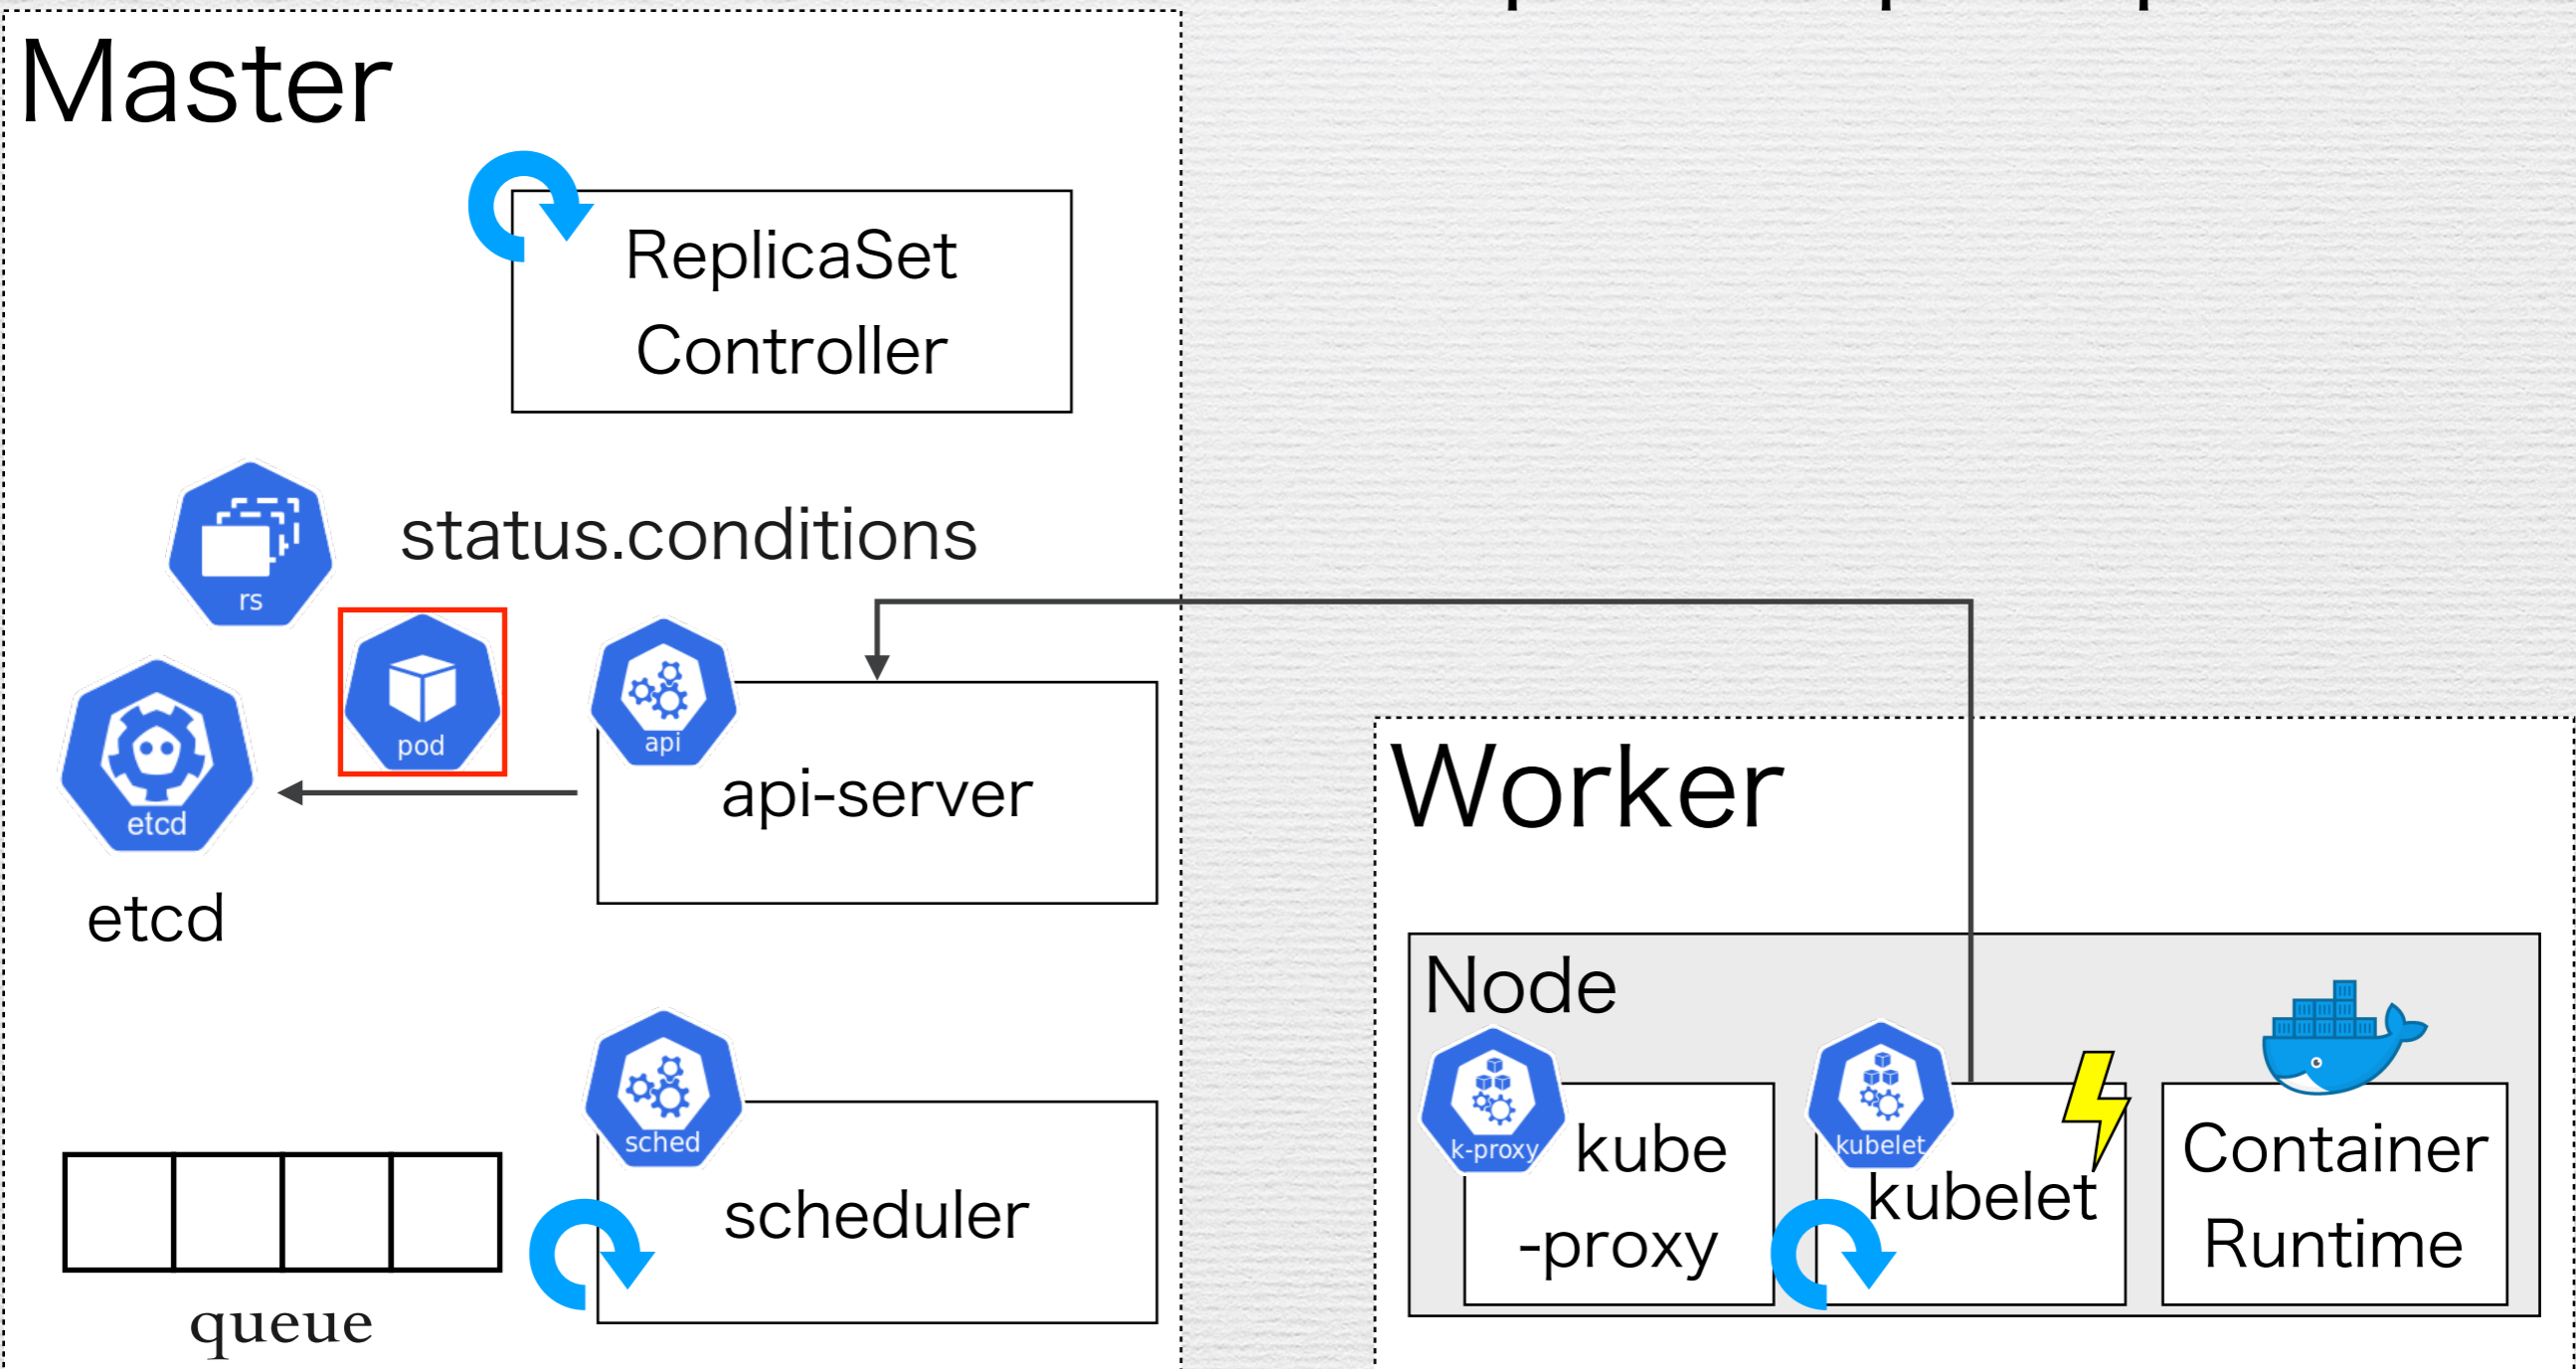 Master
ReplicaSet
Controller
rs
status.conditions
pod
api
api-server
etcd
etcd
sched
scheduler
queue
Worker
Node
k-proxy
kube
-proxy
kubelet
kubelet
Container
Runtime